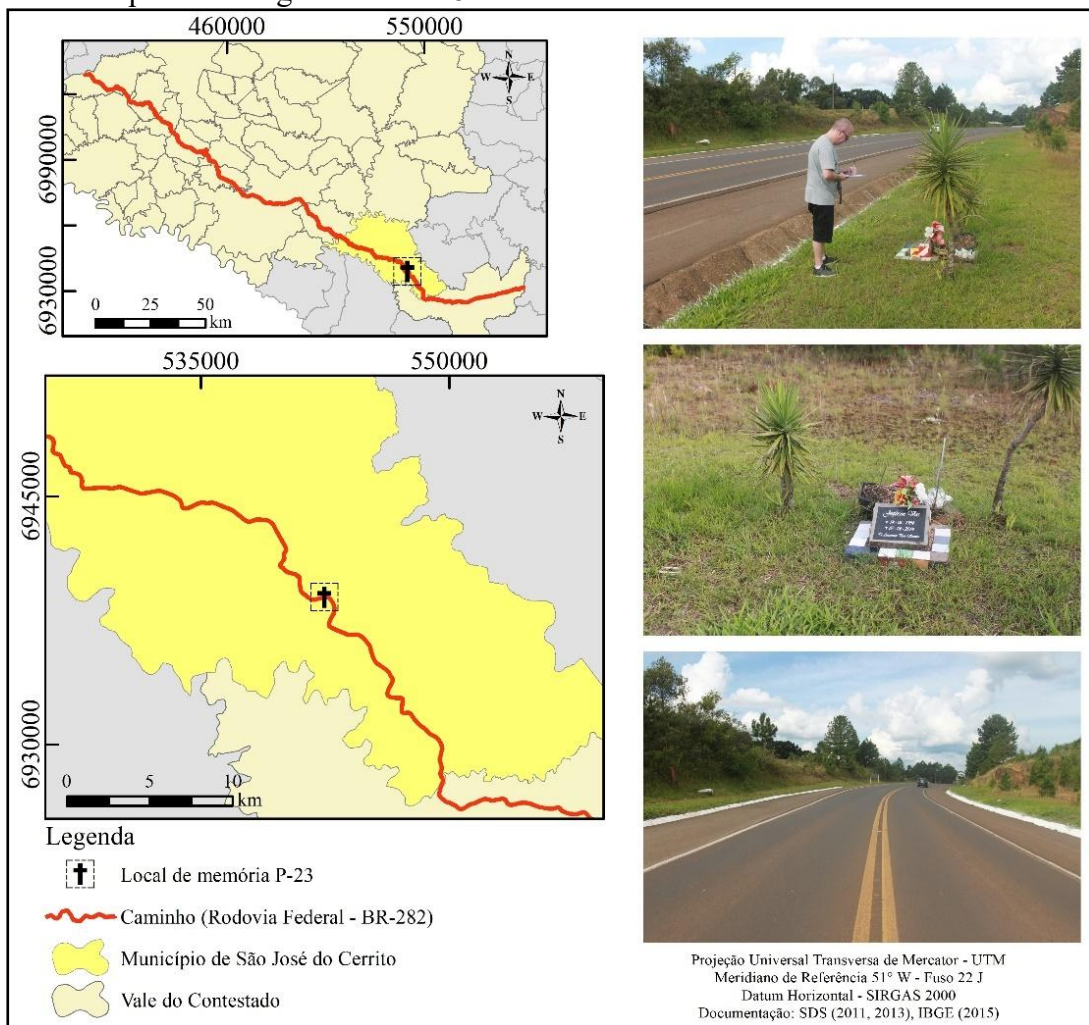 460000 550000
6990000
6930000
0 25 50
km
N
W E
S
535000 550000
6945000
6930000
0 5 10
km
N
W E
S
Legenda
Local de memória P-23
Caminho (Rodovia Federal - BR-282)
Município de São José do Cerrito
Vale do Contestado
Projeção Universal Transversa de Mercator - UTM
Meridiano de Referência 51° W - Fuso 22 J
Datum Horizontal - SIRGAS 2000
Documentação: SDS (2011, 2013), IBGE (2015)